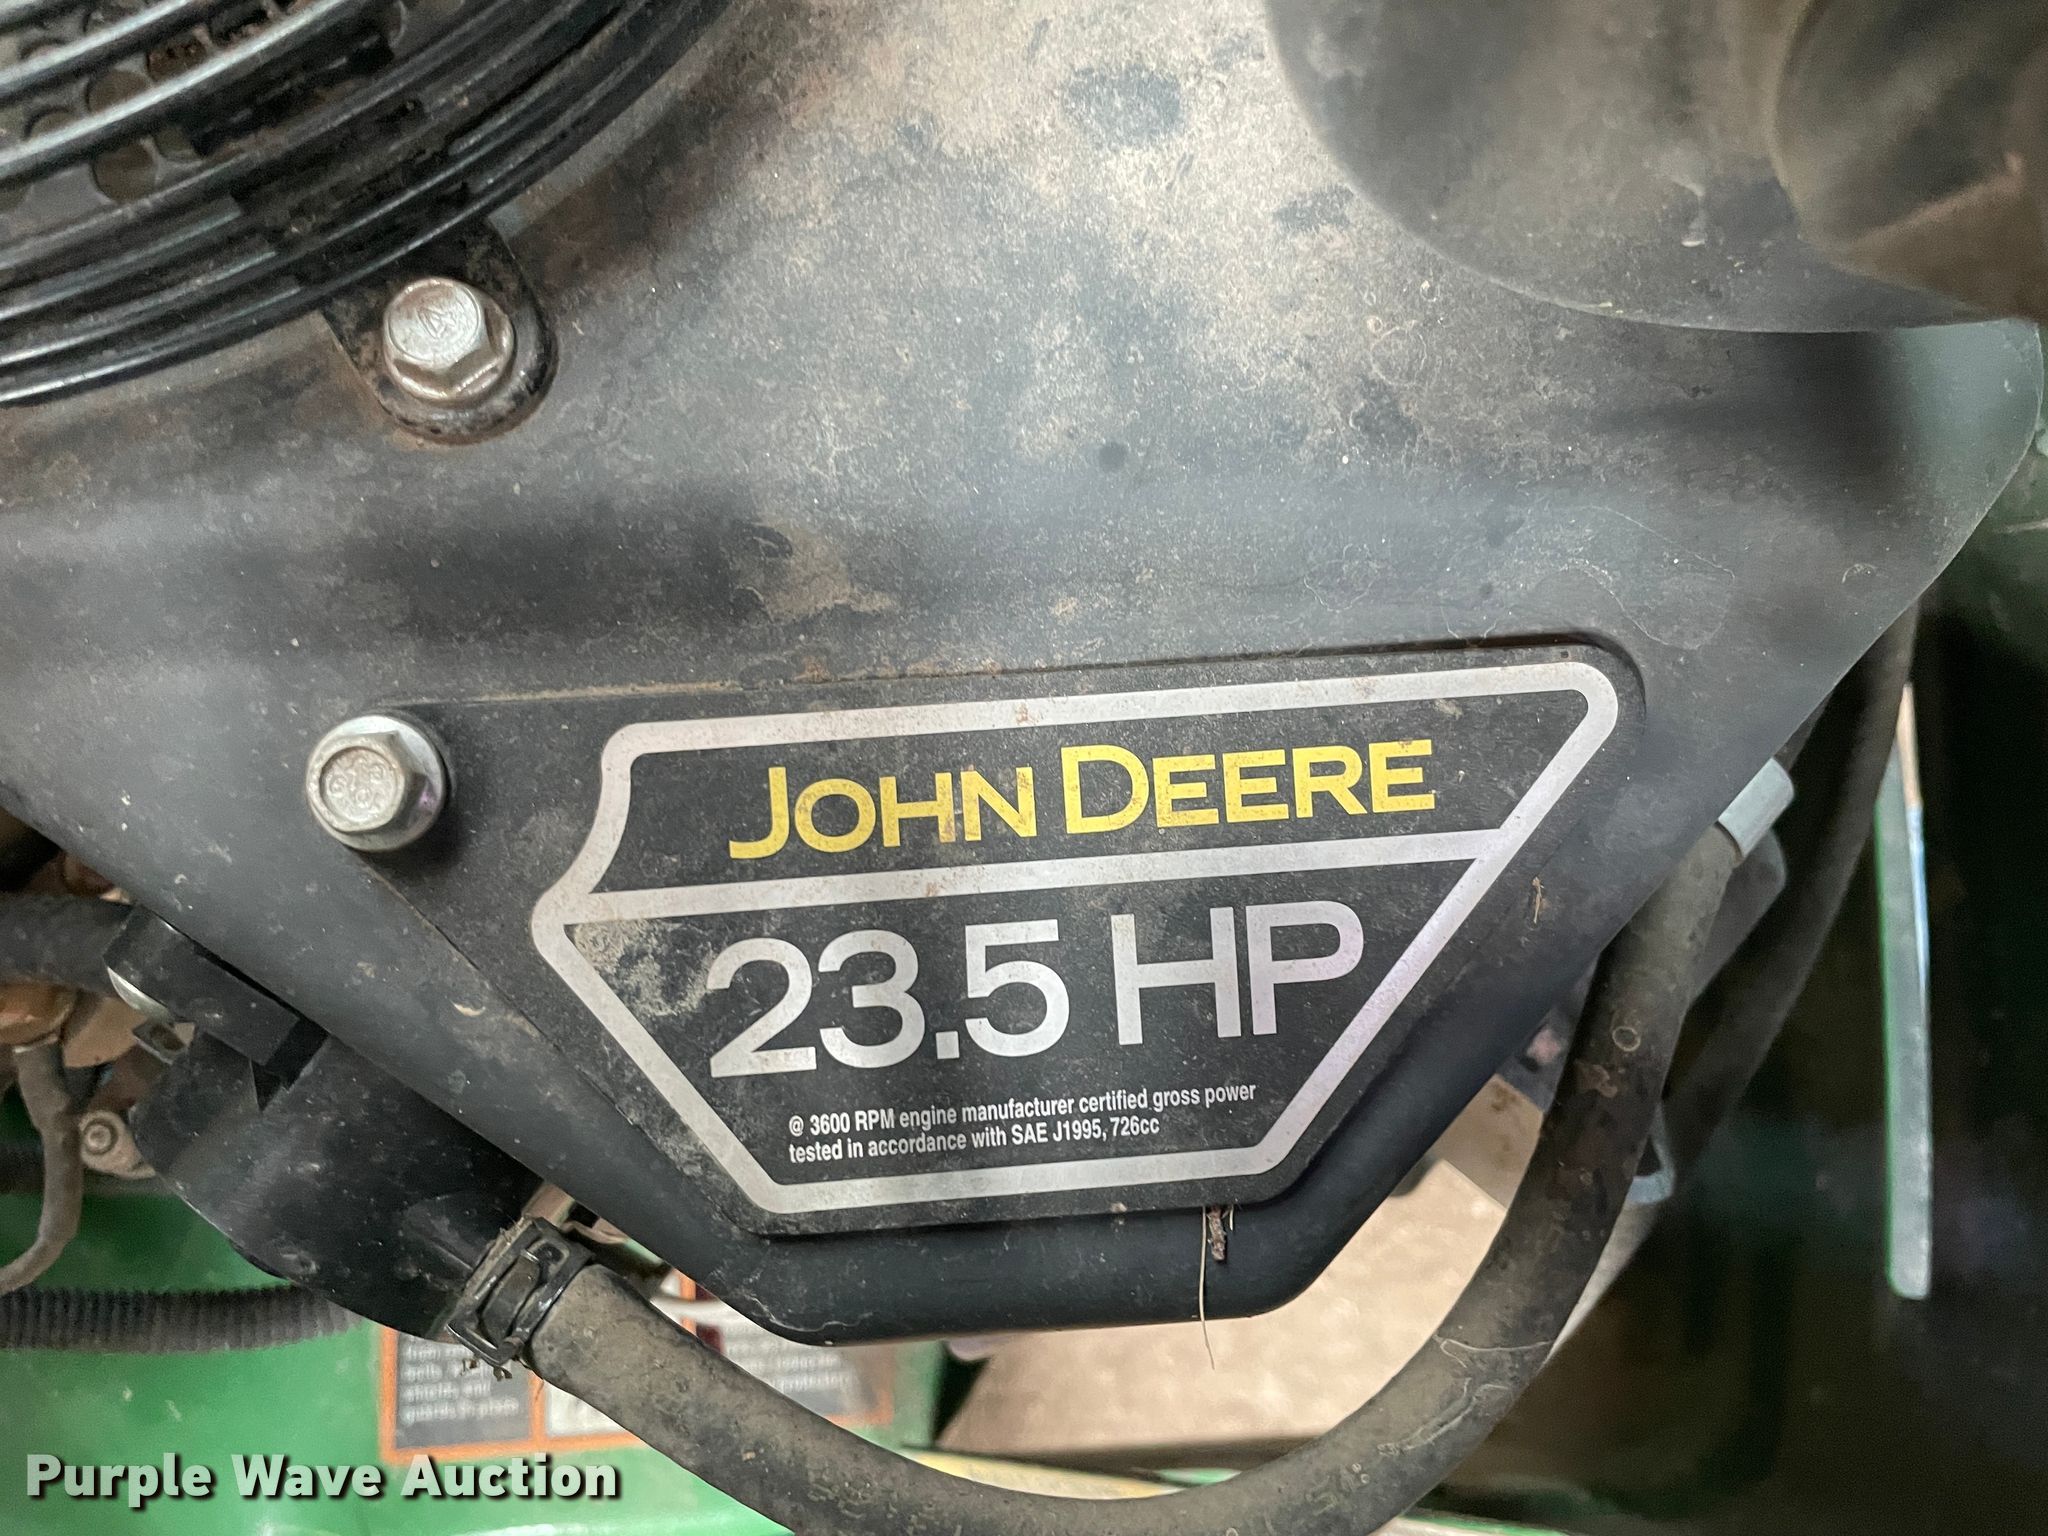 JOHN DEERE
23.5 HP
@ 3600 RPM engine manufacturer certified gross power
tested in accordance with SAE J1995, 726cc
Purple Wave Auction